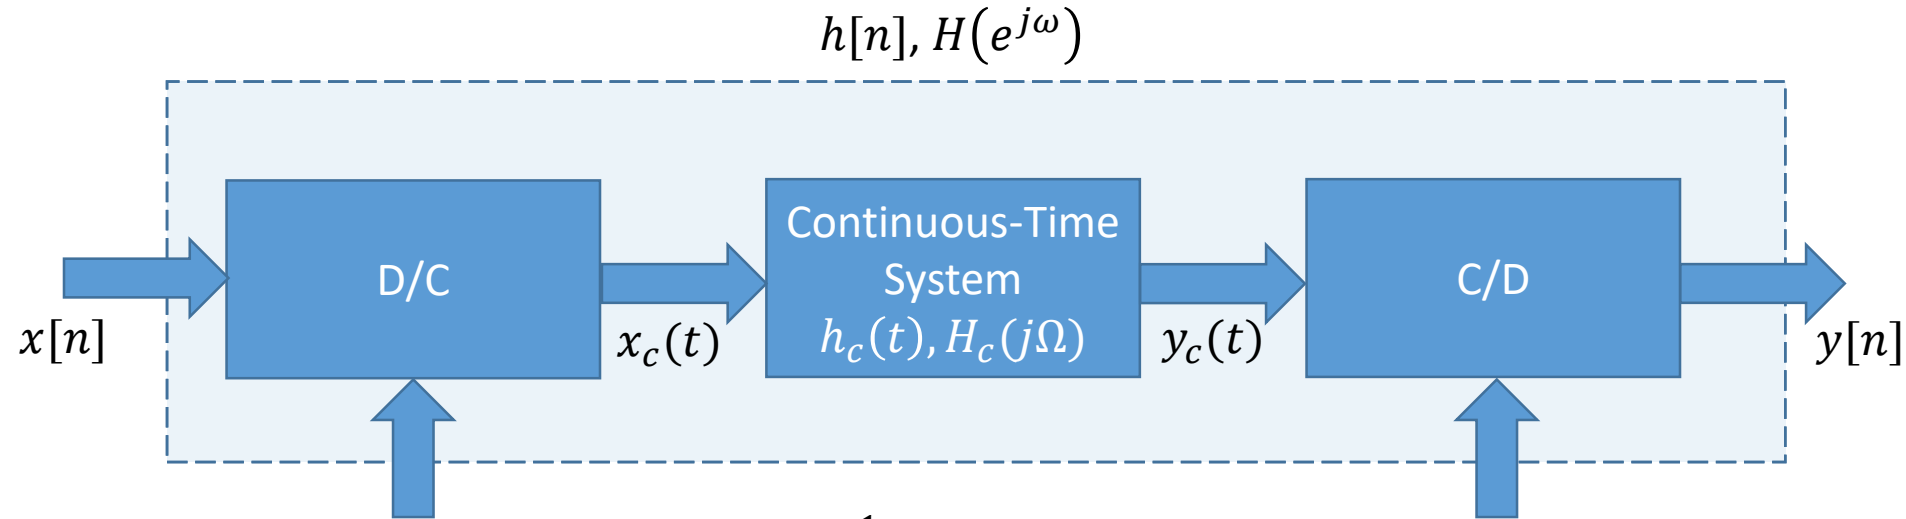 h[n], H(e^{jω})
D/C
Continuous-Time
System
h_c(t), H_c(jΩ)
C/D
x[n]
x_c(t)
y_c(t)
y[n]